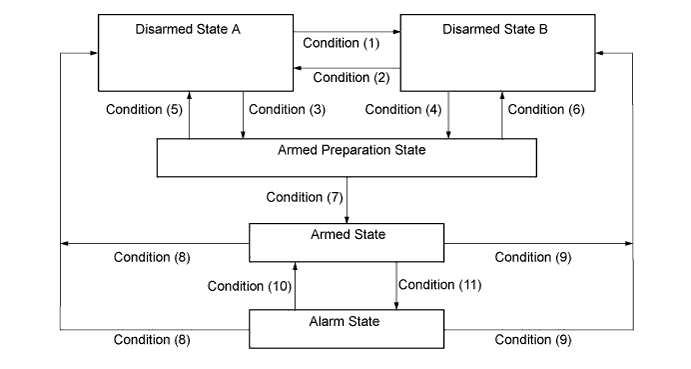 Disarmed State A
Disarmed State B
Condition (1)
Condition (2)
Condition (5)
Condition (3)
Condition (4)
Condition (6)
Armed Preparation State
Condition (7)
Armed State
Condition (8)
Condition (9)
Condition (10)
Condition (11)
Alarm State
Condition (8)
Condition (9)